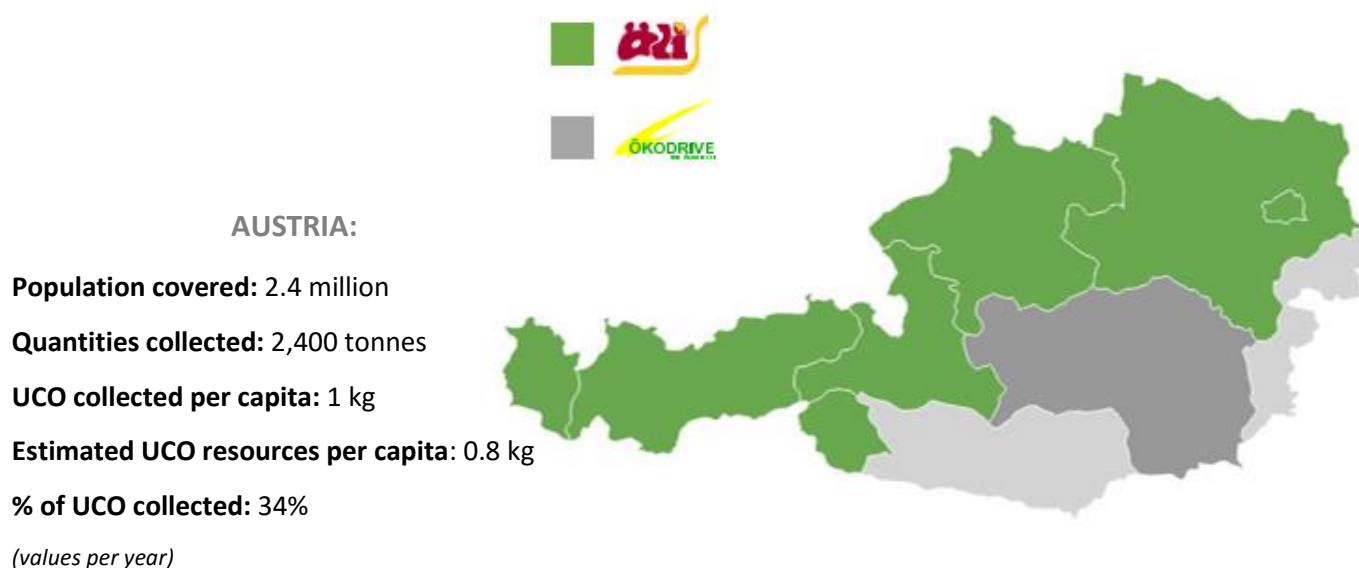 öli
ÖKODRIVE
AUSTRIA:
Population covered: 2.4 million
Quantities collected: 2,400 tonnes
UCO collected per capita: 1 kg
Estimated UCO resources per capita: 0.8 kg
% of UCO collected: 34%
(values per year)